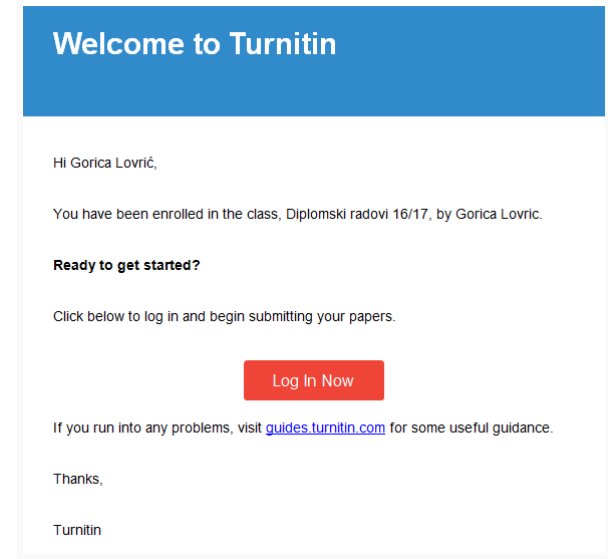 Welcome to Turnitin
Hi Gorica Lovrić,
You have been enrolled in the class, Diplomski radovi 16/17, by Gorica Lovric.
Ready to get started?
Click below to log in and begin submitting your papers.
Log In Now
If you run into any problems, visit guides.turnitin.com for some useful guidance.
Thanks,
Turnitin